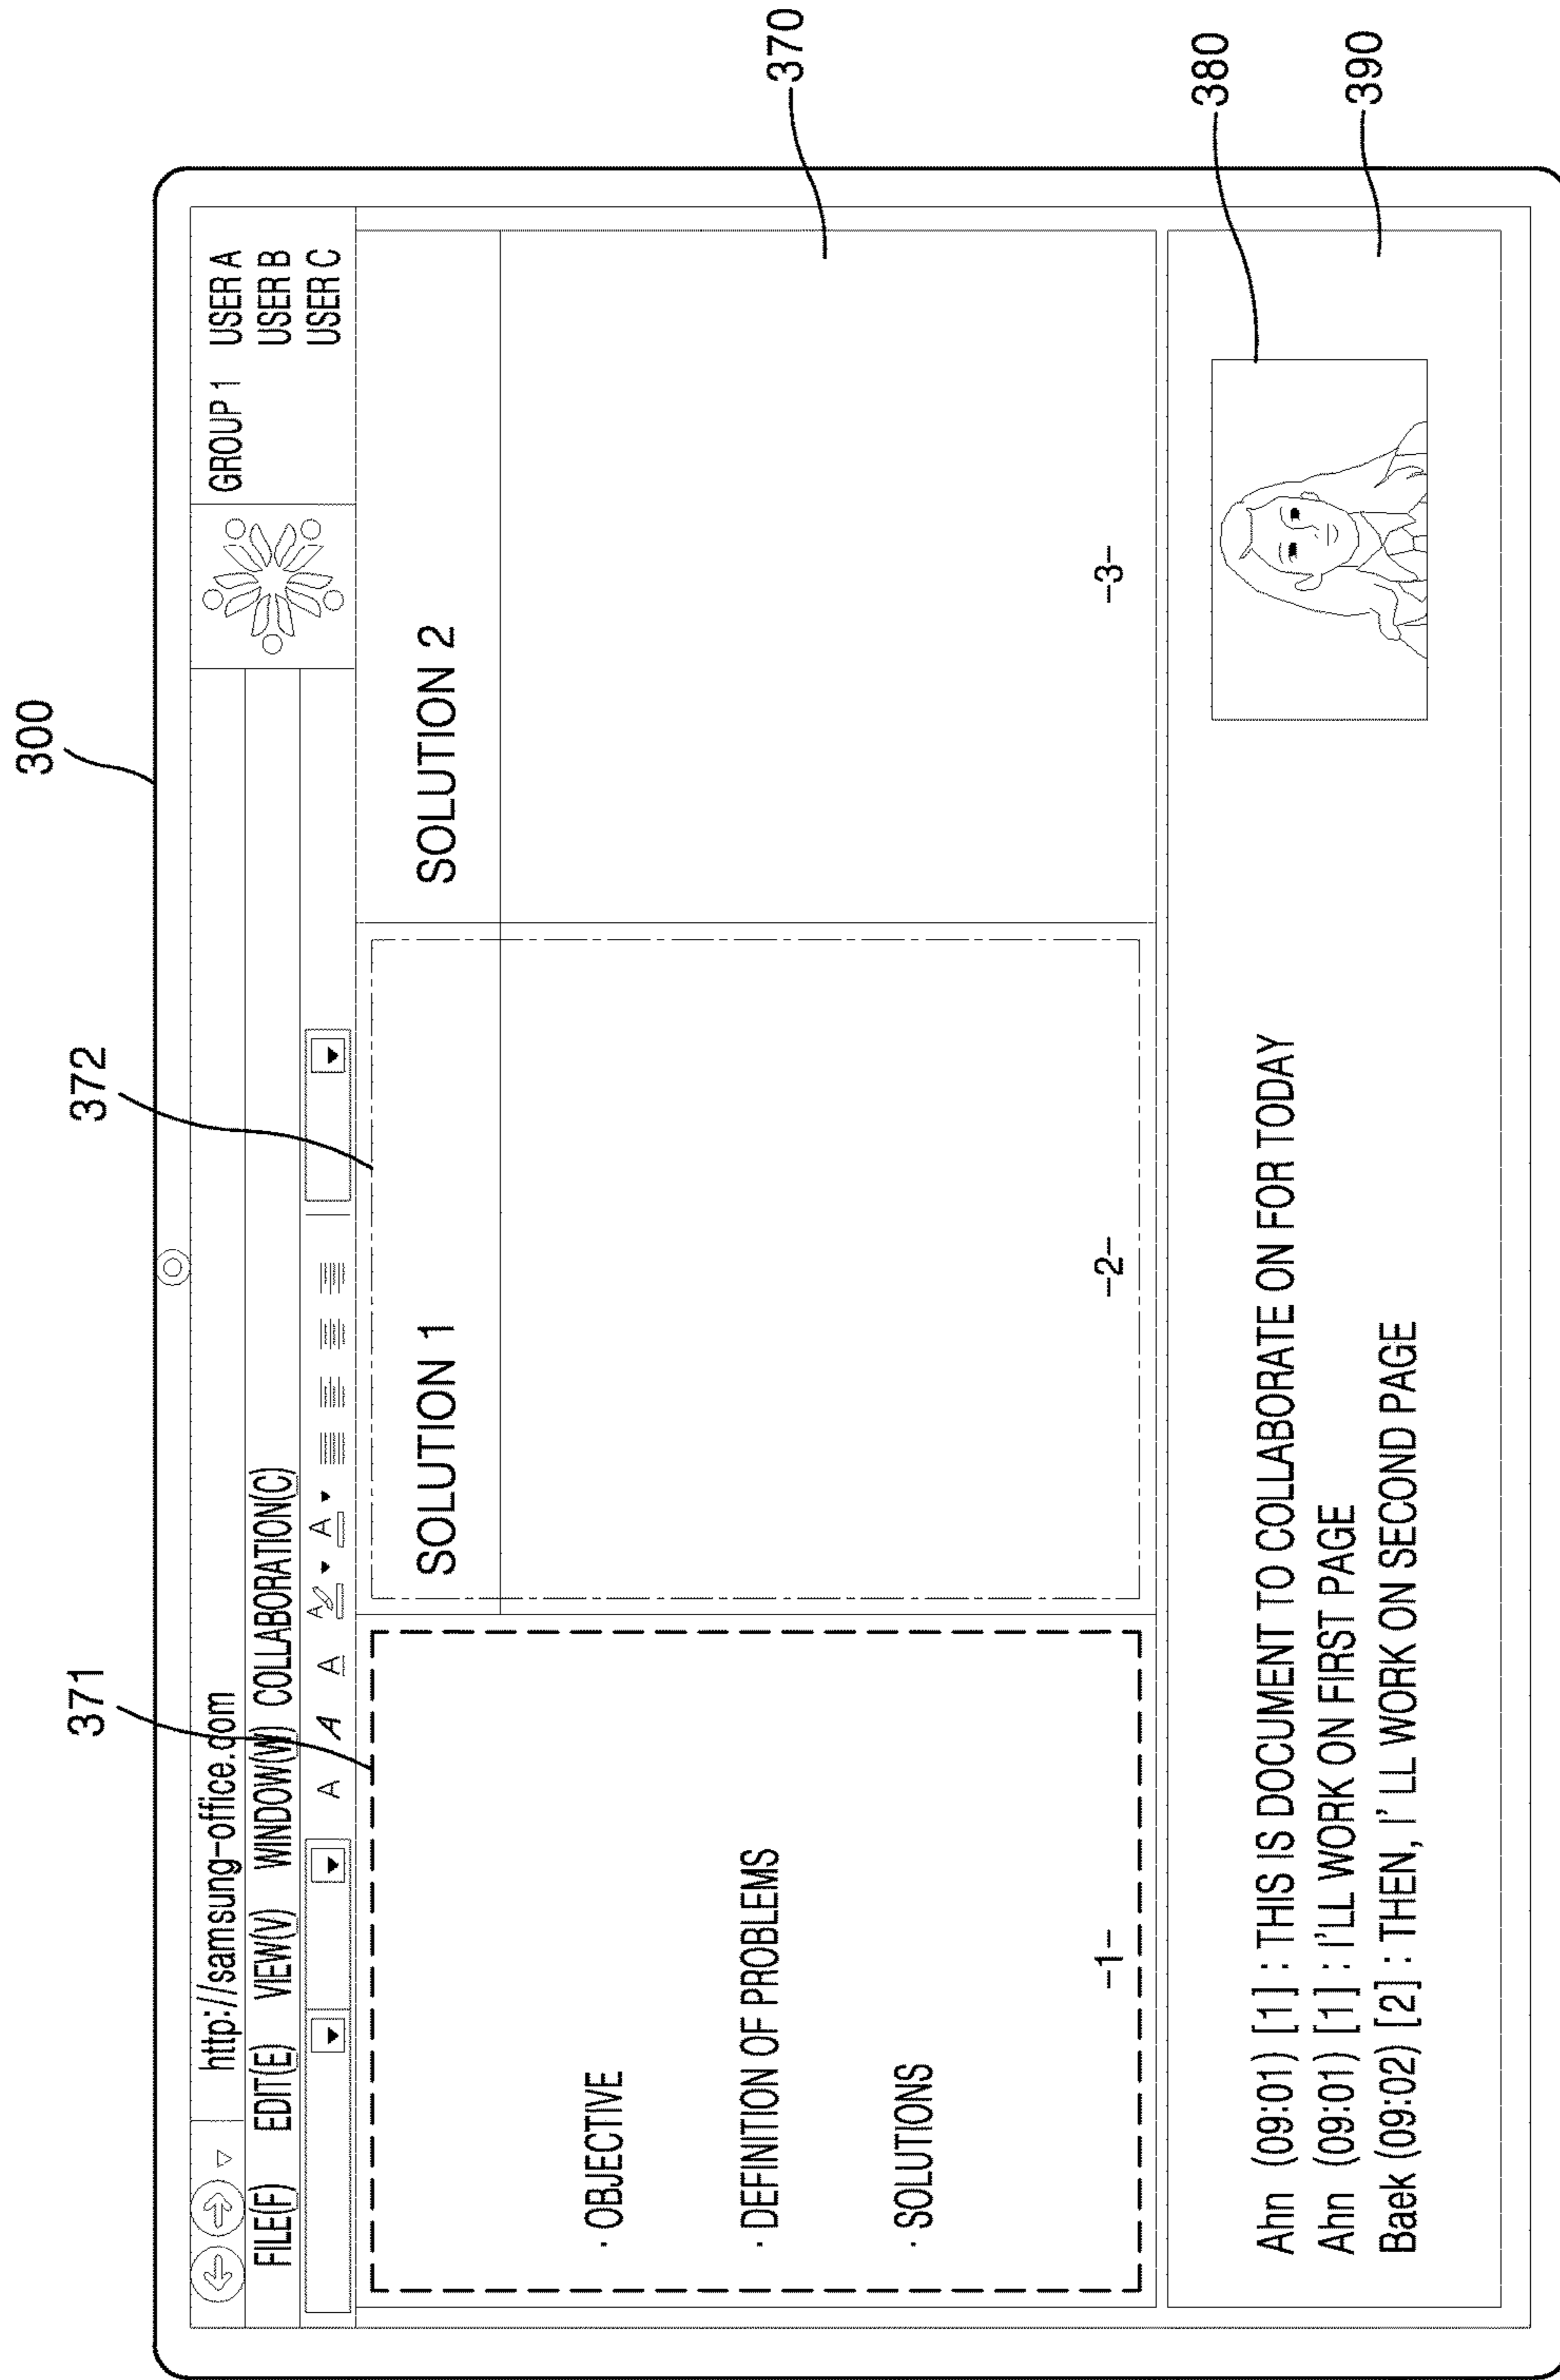 300
371
372
http://samsung-office.com
FILE(F) EDIT(E) VIEW(V) WINDOW(W) COLLABORATION(C)
A A A A A
GROUP 1 USER A
USER B
USER C
· OBJECTIVE
· DEFINITION OF PROBLEMS
· SOLUTIONS
-1-
SOLUTION 1
-2-
SOLUTION 2
-3-
370
380
390
Ahn (09:01) [1] : THIS IS DOCUMENT TO COLLABORATE ON FOR TODAY
Ahn (09:01) [1] : I'LL WORK ON FIRST PAGE
Baek (09:02) [2] : THEN, I' LL WORK ON SECOND PAGE